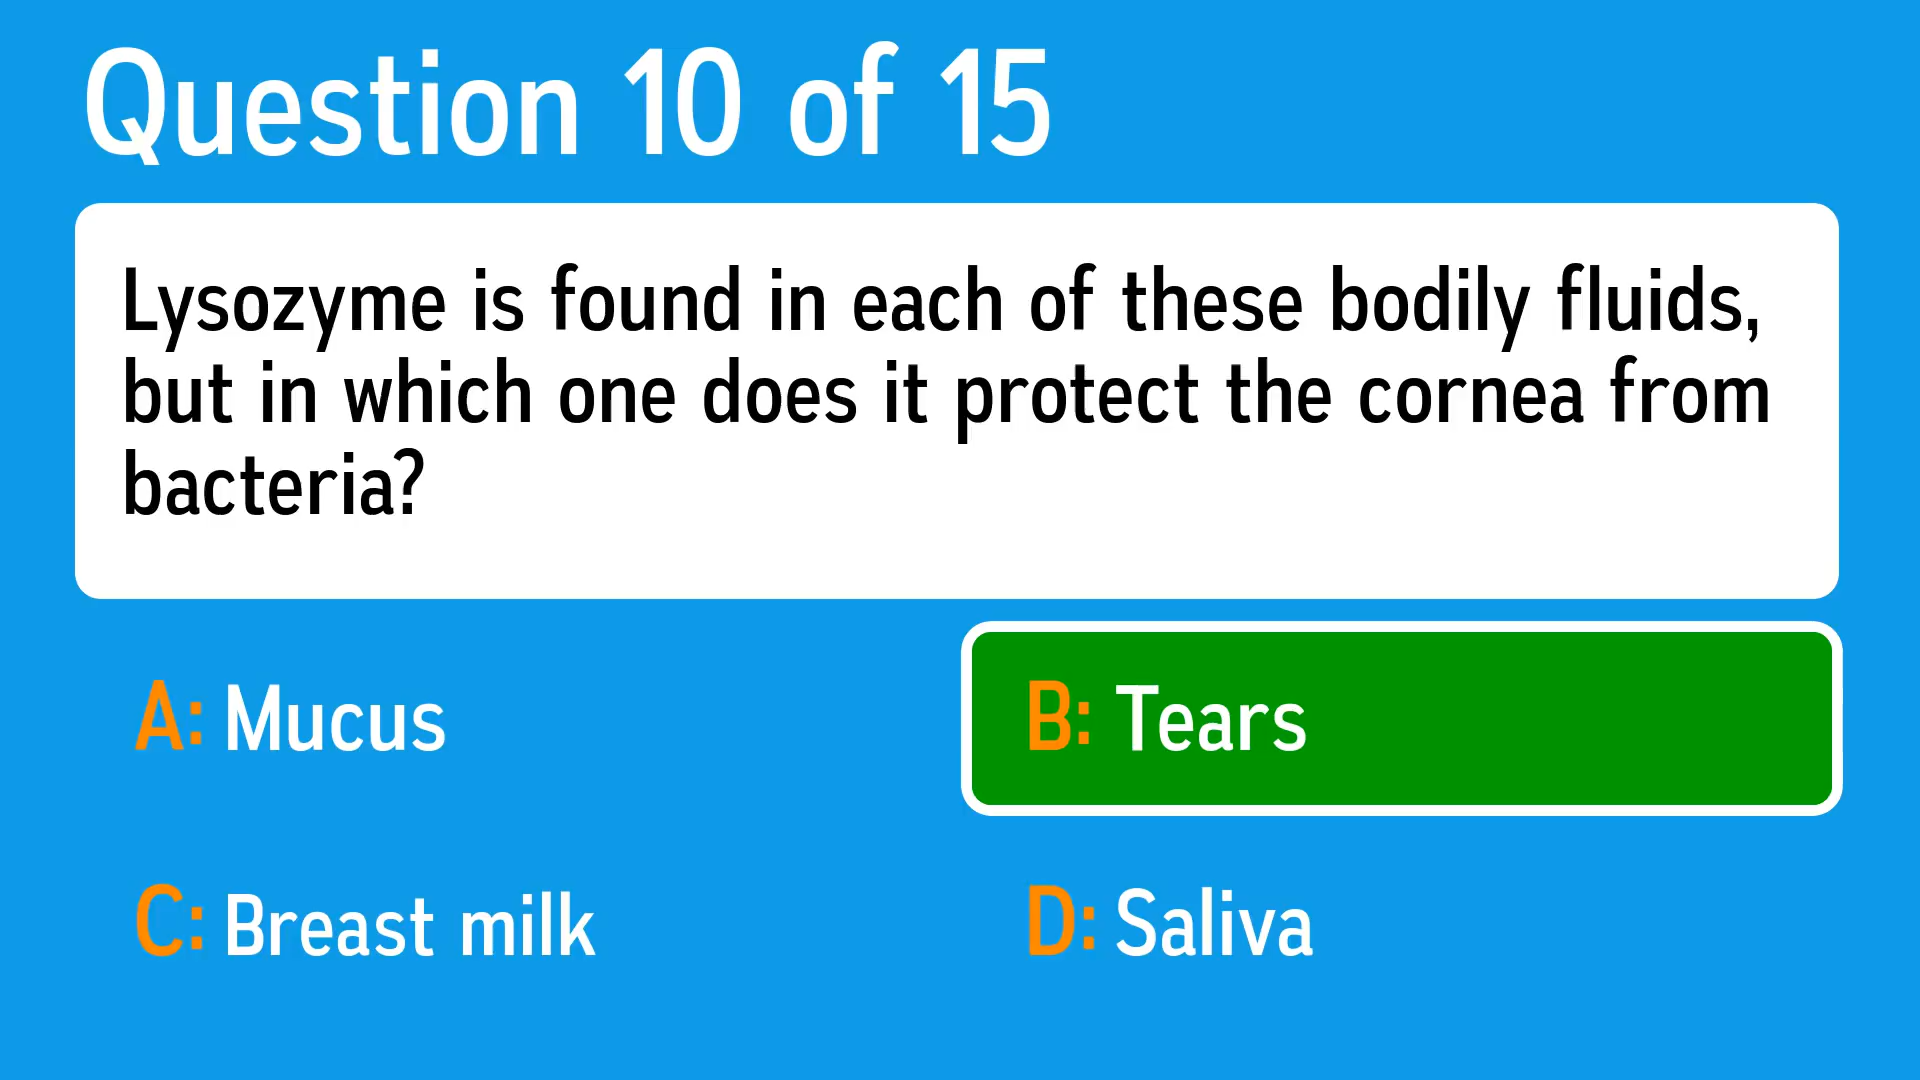 Question 10 of 15
Lysozyme is found in each of these bodily fluids,
but in which one does it protect the cornea from
bacteria?
A: Mucus
B: Tears
C: Breast milk
D: Saliva